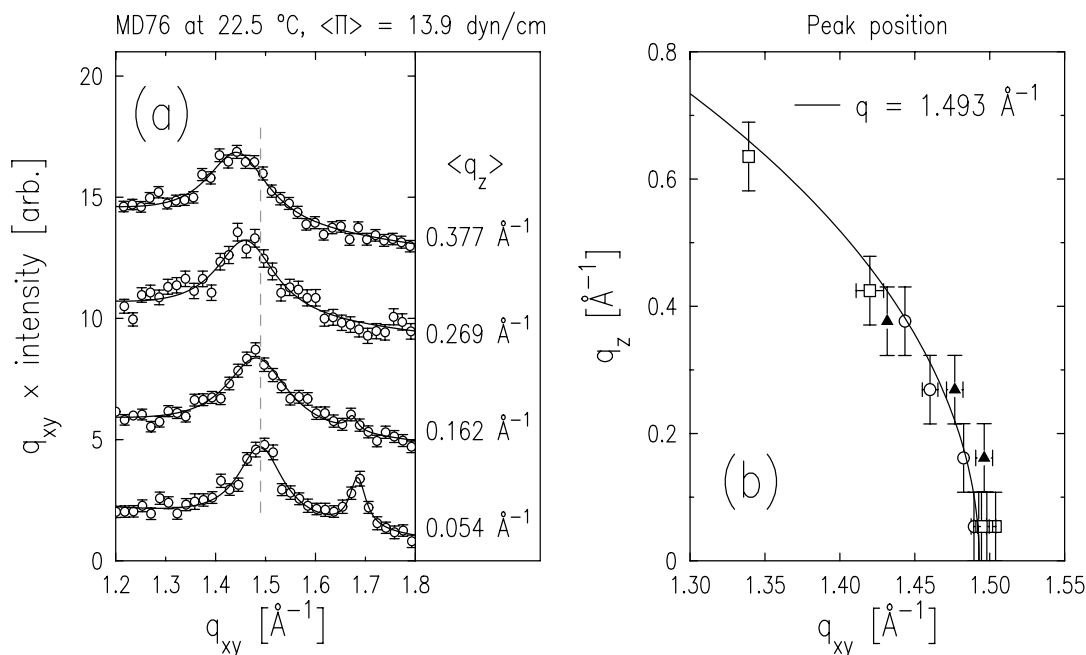 MD76 at 22.5 °C, <Π> = 13.9 dyn/cm
(a)
20
15
10
5
0
q_xy × intensity [arb.]
<q_z>
0.377 Å⁻¹
0.269 Å⁻¹
0.162 Å⁻¹
0.054 Å⁻¹
1.2 1.3 1.4 1.5 1.6 1.7 1.8
q_xy [Å⁻¹]
Peak position
q = 1.493 Å⁻¹
0.8
0.6
0.4
0.2
0
q_z [Å⁻¹]
(b)
1.30 1.35 1.40 1.45 1.50 1.55
q_xy [Å⁻¹]